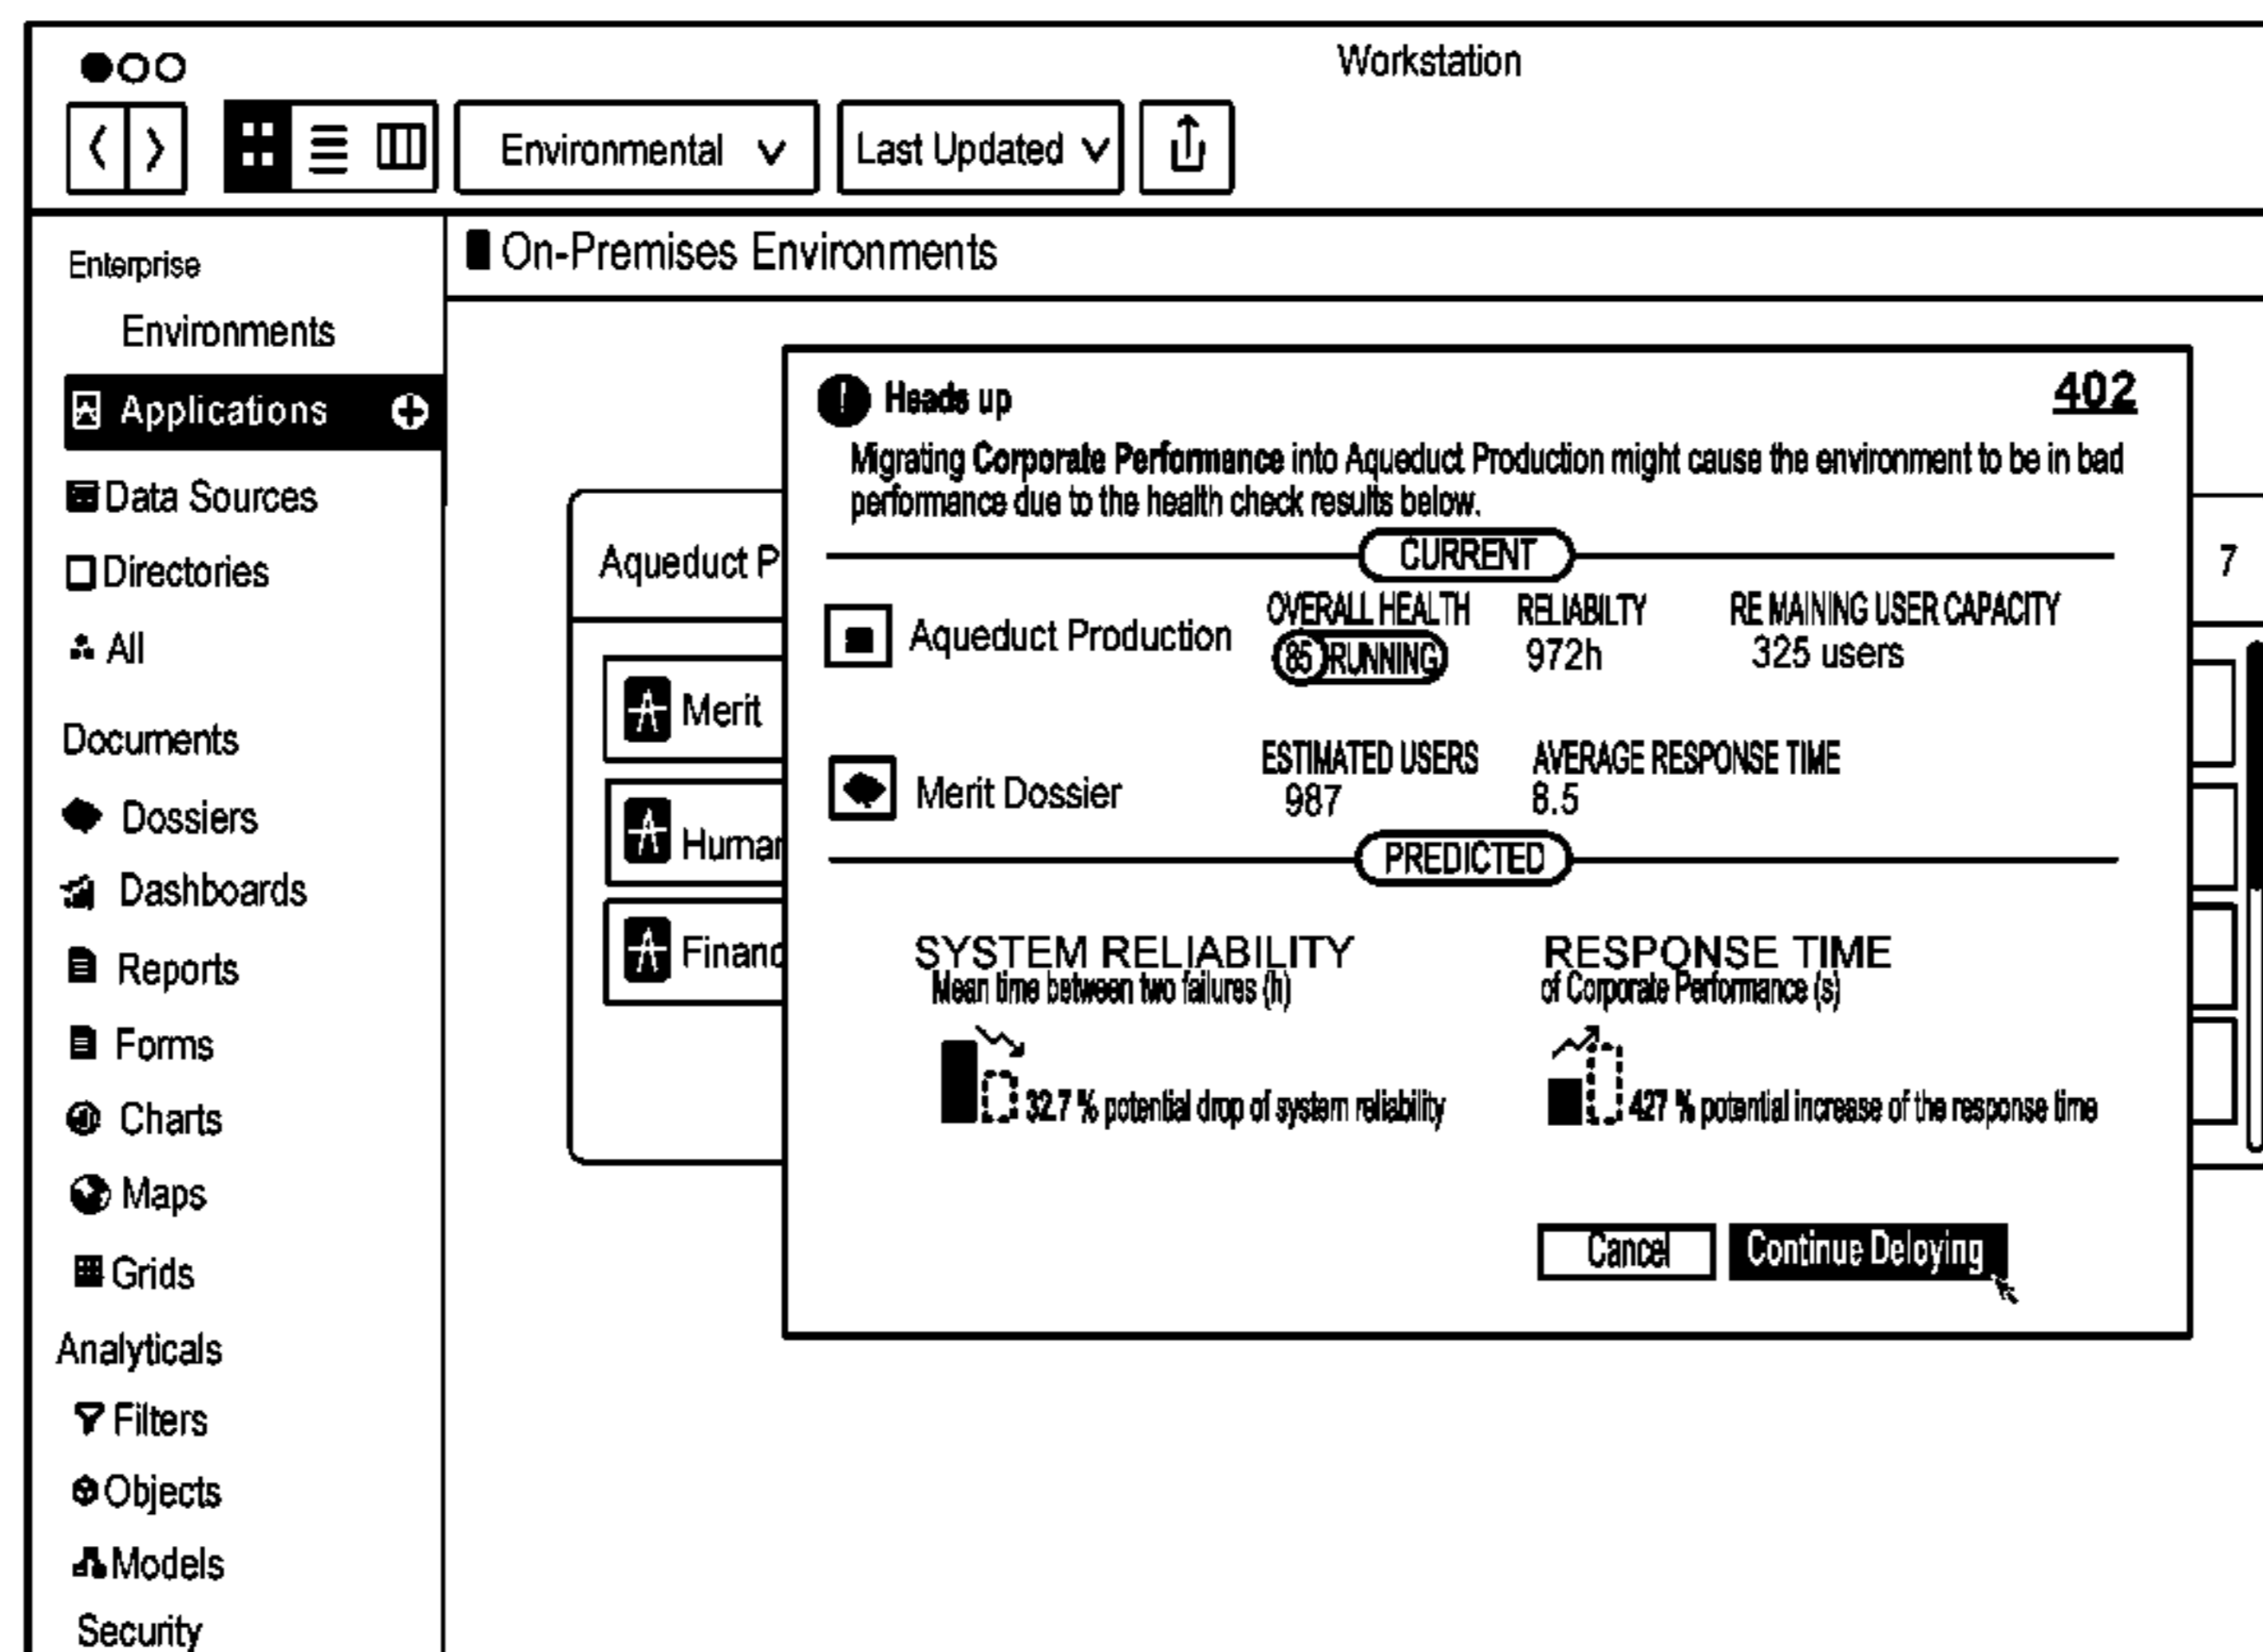 Workstation
Environmental
Last Updated
Enterprise
Environments
Applications
Data Sources
Directories
All
Documents
Dossiers
Dashboards
Reports
Forms
Charts
Maps
Grids
Analyticals
Filters
Objects
Models
Security
On-Premises Environments
Aqueduct P
7
Merit
Human
Financ
Heads up
402
Migrating Corporate Performance into Aqueduct Production might cause the environment to be in bad
performance due to the health check results below.
CURRENT
OVERALL HEALTH RELIABILTY RE MAINING USER CAPACITY
Aqueduct Production 85 RUNNING 972h 325 users
ESTIMATED USERS AVERAGE RESPONSE TIME
Merit Dossier 987 8.5
PREDICTED
SYSTEM RELIABILITY
Mean time between two failures (h)
32.7 % potential drop of system reliability
RESPONSE TIME
of Corporate Performance (s)
427 % potential increase of the response time
Cancel
Continue Deloying